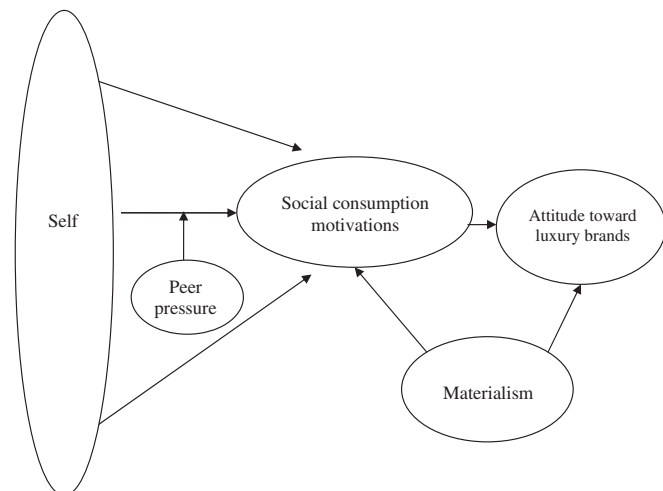 Self
Social consumption
motivations
Attitude toward
luxury brands
Peer
pressure
Materialism